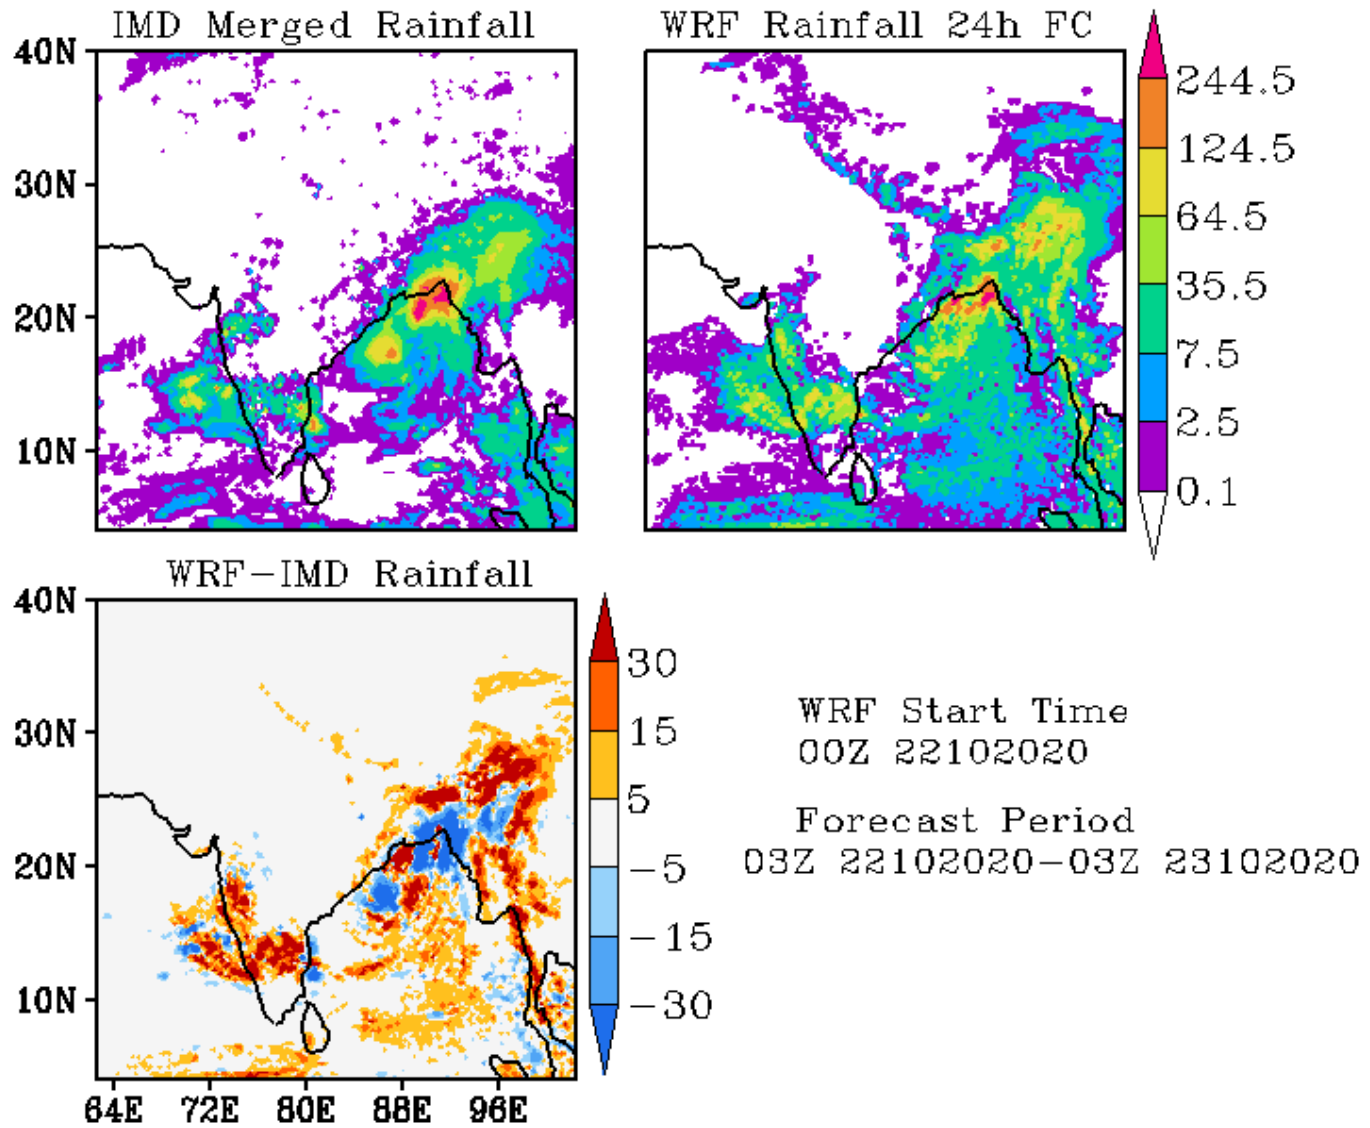 IMD Merged Rainfall
WRF Rainfall 24h FC
40N
30N
20N
10N
244.5
124.5
64.5
35.5
7.5
2.5
0.1
WRF-IMD Rainfall
40N
30N
20N
10N
64E 72E 80E 88E 96E
30
15
5
-5
-15
-30
WRF Start Time
00Z 22102020
Forecast Period
03Z 22102020-03Z 23102020